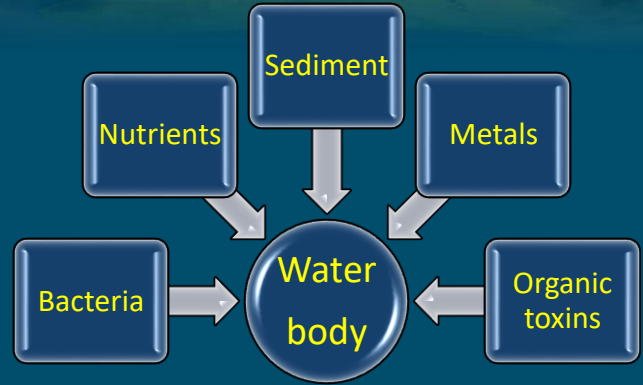 Sediment
Nutrients
Metals
Bacteria
Water
body
Organic
toxins